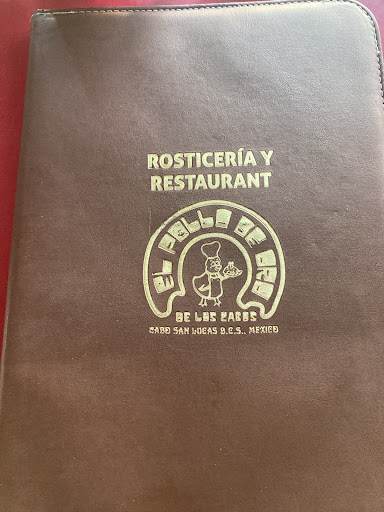 ROSTICERÍA Y
RESTAURANT
EL POLLO DE ORO
DE LOS CABOS
CABO SAN LUCAS B.C.S., MEXICO